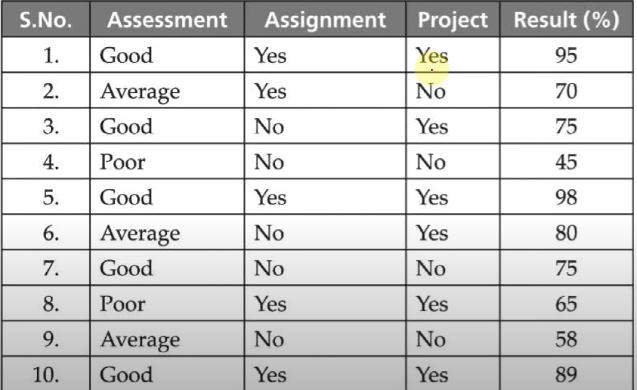 S.No. Assessment Assignment Project Result (%)
1. Good Yes Yes 95
2. Average Yes No 70
3. Good No Yes 75
4. Poor No No 45
5. Good Yes Yes 98
6. Average No Yes 80
7. Good No No 75
8. Poor Yes Yes 65
9. Average No No 58
10. Good Yes Yes 89